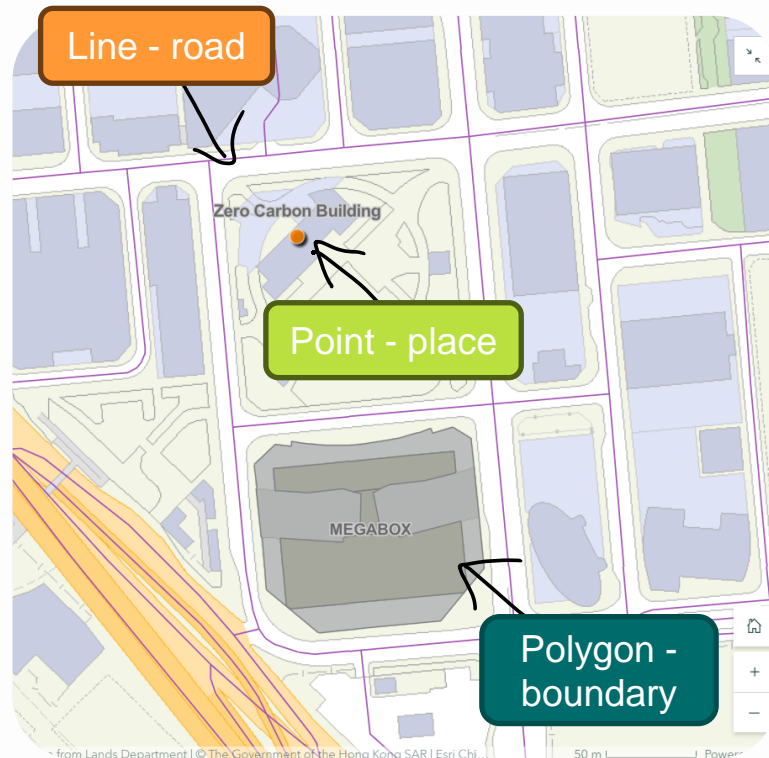 Line - road
Zero Carbon Building
Point - place
MEGABOX
Polygon -
boundary
+
−
from Lands Department | © The Government of the Hong Kong SAR | Esri Chi...
50 m
Power